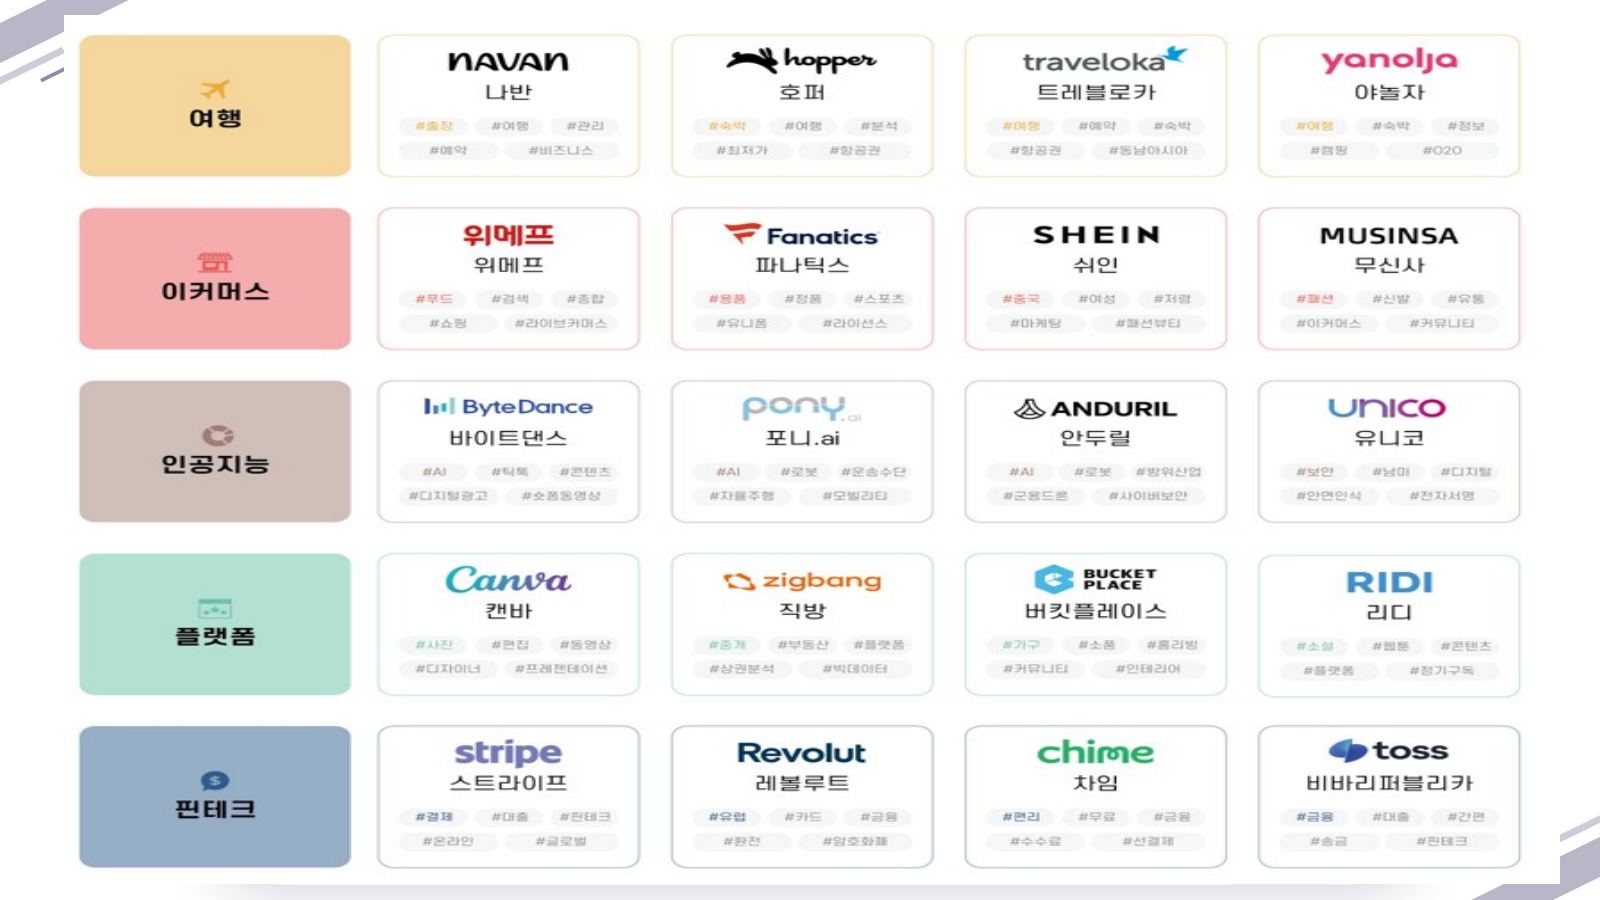 여행
navan
나반
#출장 #여행 #관리
#예약 #비즈니스
hopper
호퍼
#숙박 #여행 #분석
#최저가 #항공권
traveloka
트레블로카
#여행 #예약 #숙박
#항공권 #동남아시아
yanolja
야놀자
#여행 #숙박 #정보
#캠핑 #O2O
이커머스
위메프
위메프
#푸드 #검색 #종합
#쇼핑 #라이브커머스
Fanatics
파나틱스
#용품 #정품 #스포츠
#유니폼 #라이선스
SHEIN
쉬인
#중국 #여성 #저렴
#마케팅 #패션뷰티
MUSINSA
무신사
#패션 #신발 #유통
#이커머스 #커뮤니티
인공지능
ByteDance
바이트댄스
#AI #틱톡 #콘텐츠
#디지털광고 #숏폼동영상
pony.ai
포니.ai
#AI #로봇 #운송수단
#자율주행 #모빌리티
ANDURIL
안두릴
#AI #로봇 #방위산업
#군용드론 #사이버보안
unico
유니코
#보안 #남미 #디지털
#안면인식 #전자서명
플랫폼
Canva
캔바
#사진 #편집 #동영상
#디자이너 #프레젠테이션
zigbang
직방
#중개 #부동산 #플랫폼
#상권분석 #빅데이터
BUCKET
PLACE
버킷플레이스
#가구 #소품 #홈리빙
#커뮤니티 #인테리어
RIDI
리디
#소설 #웹툰 #콘텐츠
#플랫폼 #정기구독
핀테크
stripe
스트라이프
#결제 #대출 #핀테크
#온라인 #글로벌
Revolut
레볼루트
#유럽 #카드 #금융
#환전 #암호화폐
chime
차임
#편리 #무료 #금융
#수수료 #선결제
toss
비바리퍼블리카
#금융 #대출 #간편
#송금 #핀테크